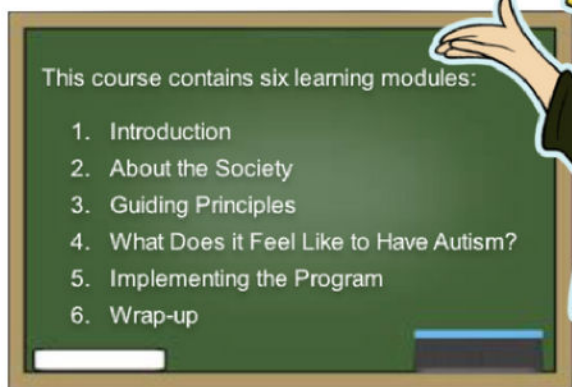 This course contains six learning modules:
1. Introduction
2. About the Society
3. Guiding Principles
4. What Does it Feel Like to Have Autism?
5. Implementing the Program
6. Wrap-up